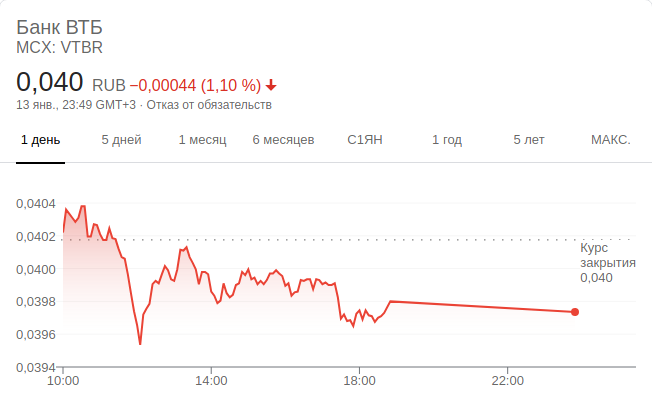 Банк ВТБ
MCX: VTBR
0,040 RUB −0,00044 (1,10 %)
13 янв., 23:49 GMT+3 · Отказ от обязательств
1 день 5 дней 1 месяц 6 месяцев С1ЯН 1 год 5 лет МАКС.
0,0404
0,0402
0,0400
0,0398
0,0396
0,0394
Курс
закрытия
0,040
10:00 14:00 18:00 22:00